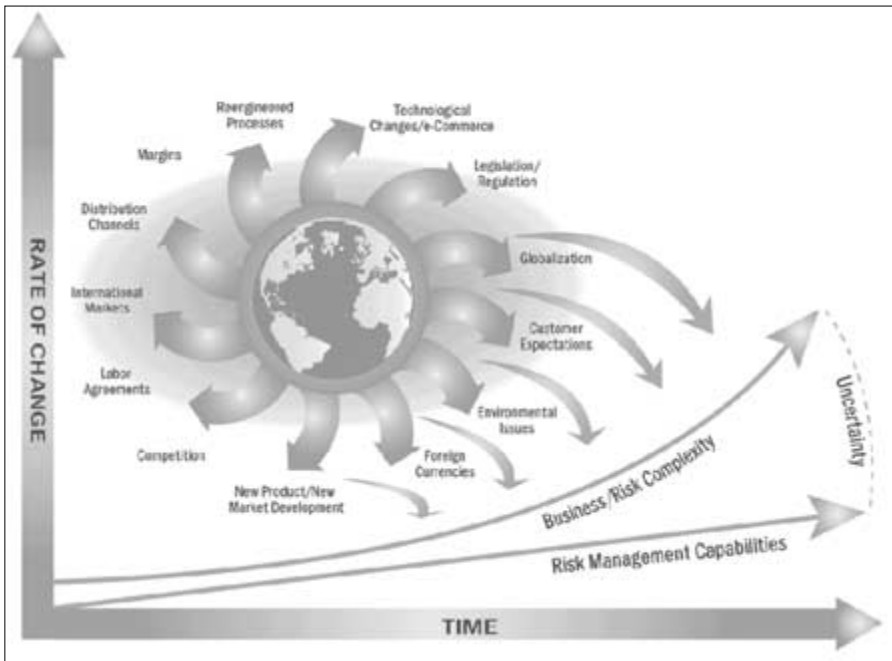 Reengineered
Processes
Technological
Changes/e-Commerce
Margins
Legislation/
Regulation
Distribution
Channels
Globalization
International
Markets
Customer
Expectations
Labor
Agreements
Environmental
Issues
Competition
Foreign
Currencies
New Product/New
Market Development
RATE OF CHANGE
Business/Risk Complexity
Uncertainty
Risk Management Capabilities
TIME